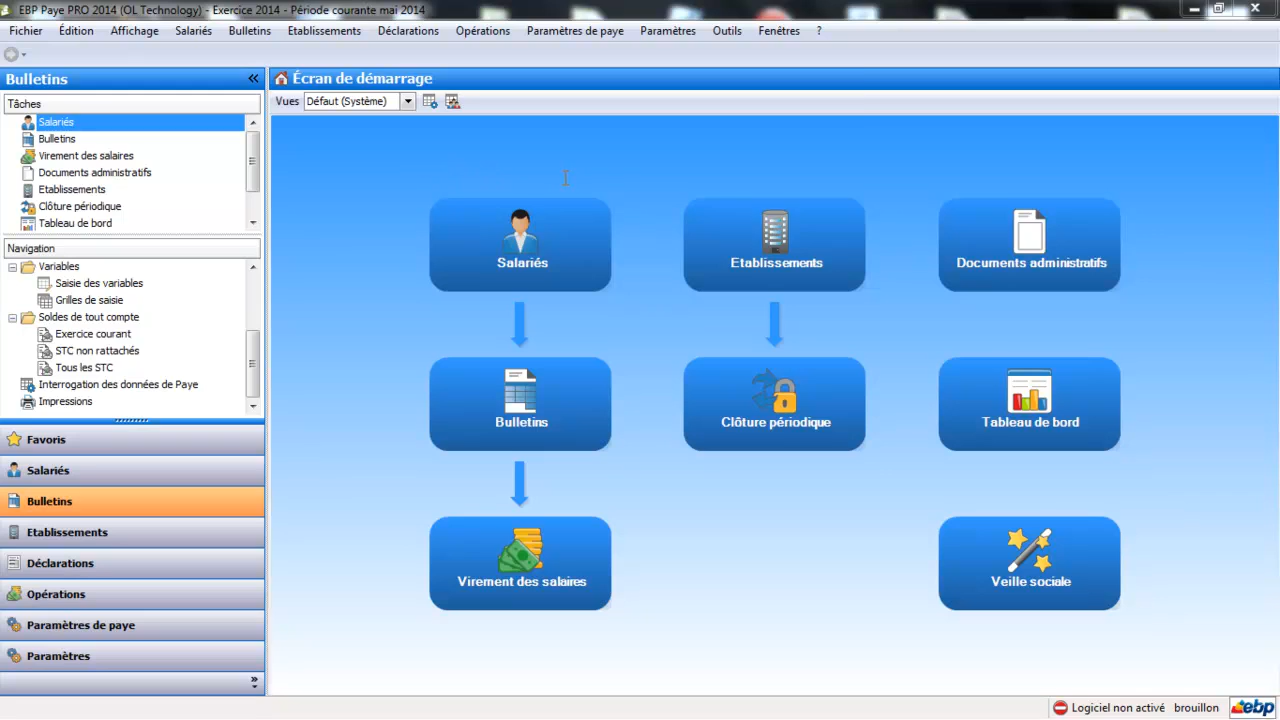 EBP Paye PRO 2014 (OL Technology) - Exercice 2014 - Période courante mai 2014
Fichier Édition Affichage Salariés Bulletins Etablissements Déclarations Opérations Paramètres de paye Paramètres Outils Fenêtres ?
Bulletins
Tâches
Salariés
Bulletins
Virement des salaires
Documents administratifs
Etablissements
Clôture périodique
Tableau de bord
Navigation
Variables
Saisie des variables
Grilles de saisie
Soldes de tout compte
Exercice courant
STC non rattachés
Tous les STC
Interrogation des données de Paye
Impressions
Favoris
Salariés
Bulletins
Etablissements
Déclarations
Opérations
Paramètres de paye
Paramètres
Écran de démarrage
Vues Défaut (Système)
Salariés Etablissements Documents administratifs
Bulletins Clôture périodique Tableau de bord
Virement des salaires Veille sociale
Logiciel non activé brouillon ebp